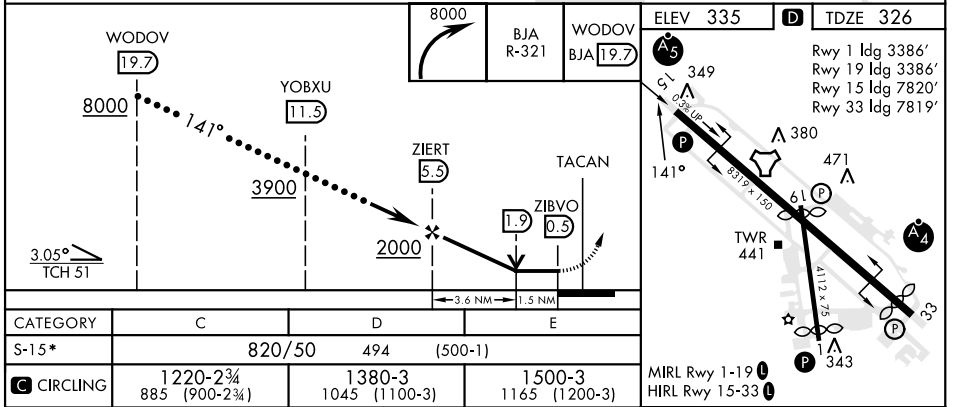 WODOV
19.7
8000
141°
YOBXU
11.5
3900
ZIERT
5.5
2000
1.9
ZIBVO
0.5
TACAN
3.05°
TCH 51
3.6 NM
1.5 NM
8000
BJA
R-321
WODOV
BJA 19.7
CATEGORY C D E
S-15* 820/50 494 (500-1)
C CIRCLING 1220-2¾ 1380-3 1500-3
885 (900-2¾) 1045 (1100-3) 1165 (1200-3)
ELEV 335 D TDZE 326
Rwy 1 ldg 3386'
Rwy 19 ldg 3386'
Rwy 15 ldg 7820'
Rwy 33 ldg 7819'
A5
349
15
0.3% UP
P
141°
380
471
8319 x 150
19
P
A4
TWR
441
4112 x 75
33
P
P
1
343
MIRL Rwy 1-19 L
HIRL Rwy 15-33 L